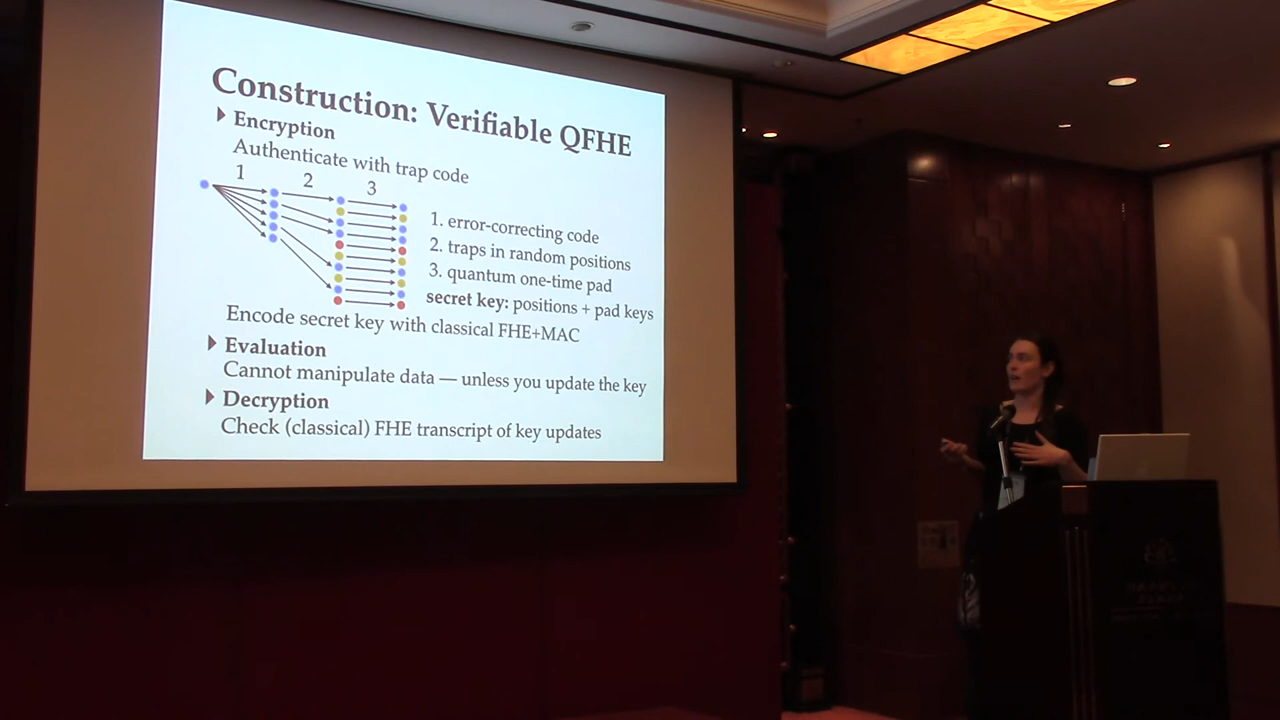 Construction: Verifiable QFHE
Encryption
Authenticate with trap code
1 2 3
1. error-correcting code
2. traps in random positions
3. quantum one-time pad
secret key: positions + pad keys
Encode secret key with classical FHE+MAC
Evaluation
Cannot manipulate data — unless you update the key
Decryption
Check (classical) FHE transcript of key updates